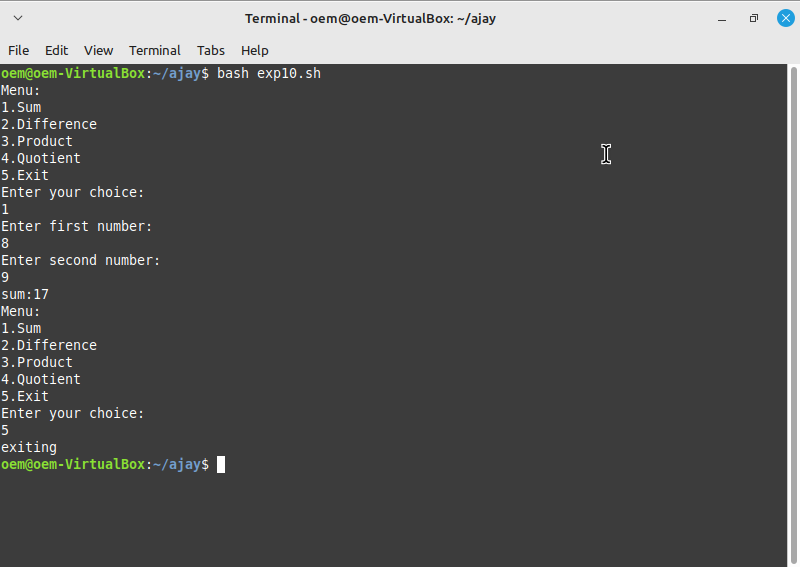 Terminal - oem@oem-VirtualBox: ~/ajay
File Edit View Terminal Tabs Help
oem@oem-VirtualBox:~/ajay$ bash exp10.sh
Menu:
1.Sum
2.Difference
3.Product
4.Quotient
5.Exit
Enter your choice:
1
Enter first number:
8
Enter second number:
9
sum:17
Menu:
1.Sum
2.Difference
3.Product
4.Quotient
5.Exit
Enter your choice:
5
exiting
oem@oem-VirtualBox:~/ajay$